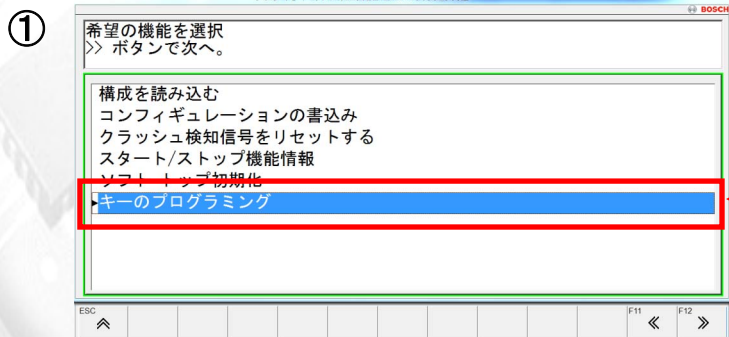 ①
BOSCH
希望の機能を選択
>> ボタンで次へ。
構成を読み込む
コンフィギュレーションの書込み
クラッシュ検知信号をリセットする
スタート/ストップ機能情報
ソフト トップ初期化
キーのプログラミング
ESC
F11
F12